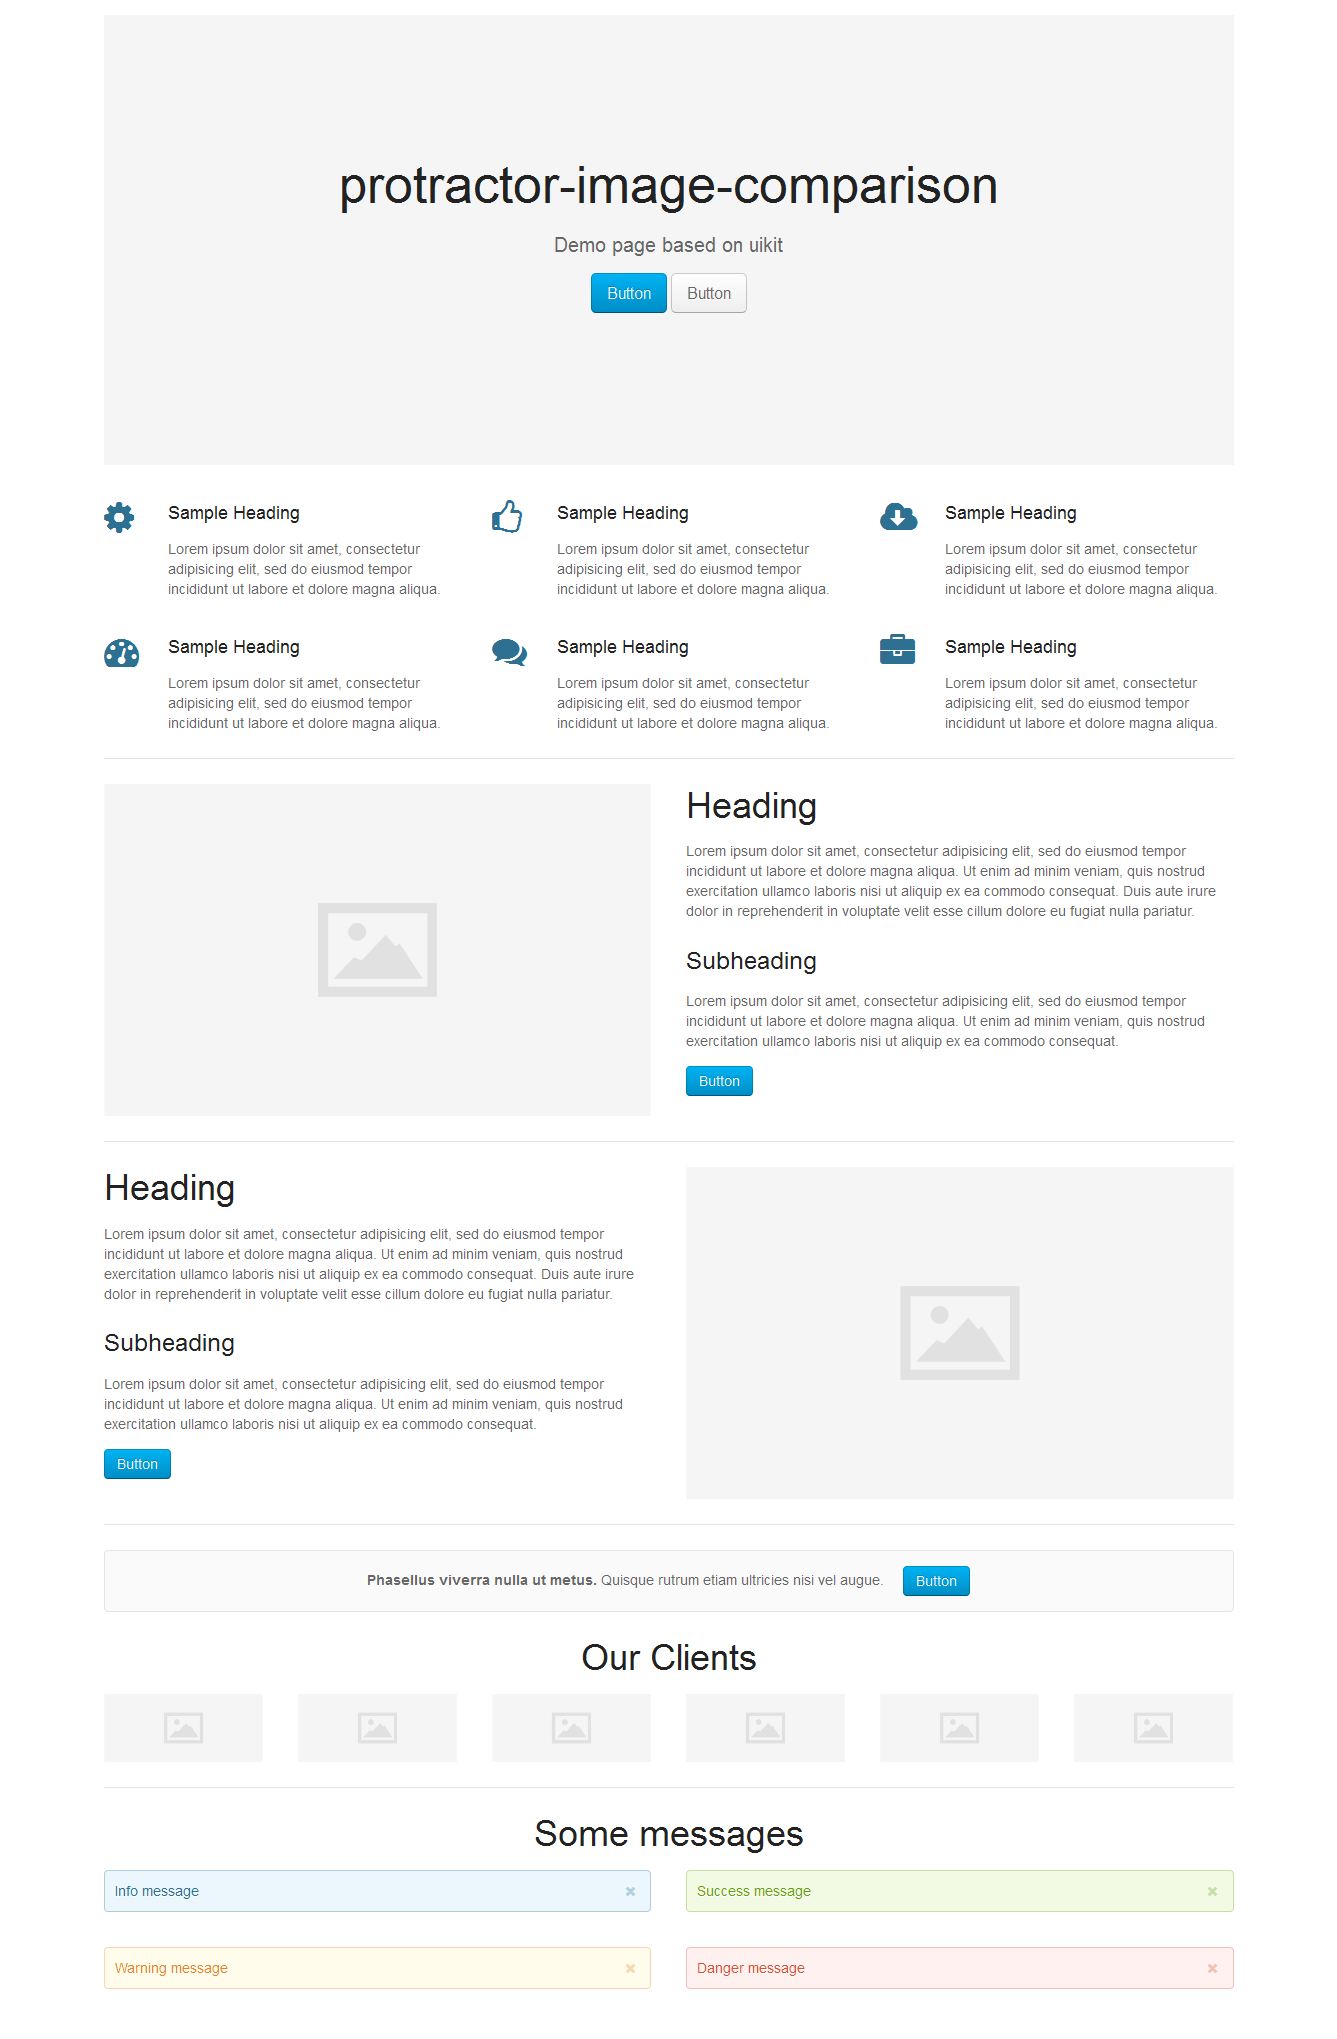 protractor-image-comparison
Demo page based on uikit
Button Button
Sample Heading
Lorem ipsum dolor sit amet, consectetur
adipisicing elit, sed do eiusmod tempor
incididunt ut labore et dolore magna aliqua.
Sample Heading
Lorem ipsum dolor sit amet, consectetur
adipisicing elit, sed do eiusmod tempor
incididunt ut labore et dolore magna aliqua.
Sample Heading
Lorem ipsum dolor sit amet, consectetur
adipisicing elit, sed do eiusmod tempor
incididunt ut labore et dolore magna aliqua.
Sample Heading
Lorem ipsum dolor sit amet, consectetur
adipisicing elit, sed do eiusmod tempor
incididunt ut labore et dolore magna aliqua.
Sample Heading
Lorem ipsum dolor sit amet, consectetur
adipisicing elit, sed do eiusmod tempor
incididunt ut labore et dolore magna aliqua.
Sample Heading
Lorem ipsum dolor sit amet, consectetur
adipisicing elit, sed do eiusmod tempor
incididunt ut labore et dolore magna aliqua.
Heading
Lorem ipsum dolor sit amet, consectetur adipisicing elit, sed do eiusmod tempor
incididunt ut labore et dolore magna aliqua. Ut enim ad minim veniam, quis nostrud
exercitation ullamco laboris nisi ut aliquip ex ea commodo consequat. Duis aute irure
dolor in reprehenderit in voluptate velit esse cillum dolore eu fugiat nulla pariatur.
Subheading
Lorem ipsum dolor sit amet, consectetur adipisicing elit, sed do eiusmod tempor
incididunt ut labore et dolore magna aliqua. Ut enim ad minim veniam, quis nostrud
exercitation ullamco laboris nisi ut aliquip ex ea commodo consequat.
Button
Heading
Lorem ipsum dolor sit amet, consectetur adipisicing elit, sed do eiusmod tempor
incididunt ut labore et dolore magna aliqua. Ut enim ad minim veniam, quis nostrud
exercitation ullamco laboris nisi ut aliquip ex ea commodo consequat. Duis aute irure
dolor in reprehenderit in voluptate velit esse cillum dolore eu fugiat nulla pariatur.
Subheading
Lorem ipsum dolor sit amet, consectetur adipisicing elit, sed do eiusmod tempor
incididunt ut labore et dolore magna aliqua. Ut enim ad minim veniam, quis nostrud
exercitation ullamco laboris nisi ut aliquip ex ea commodo consequat.
Button
Phasellus viverra nulla ut metus. Quisque rutrum etiam ultricies nisi vel augue. Button
Our Clients
Some messages
Info message
Success message
Warning message
Danger message